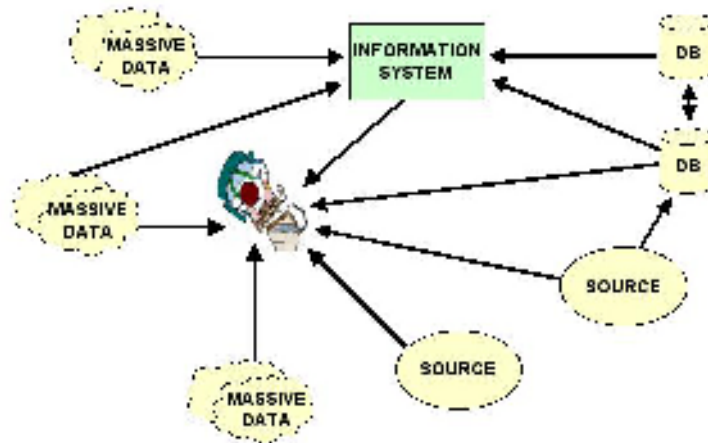 MASSIVE
DATA
INFORMATION
SYSTEM
DB
DB
MASSIVE
DATA
SOURCE
SOURCE
MASSIVE
DATA